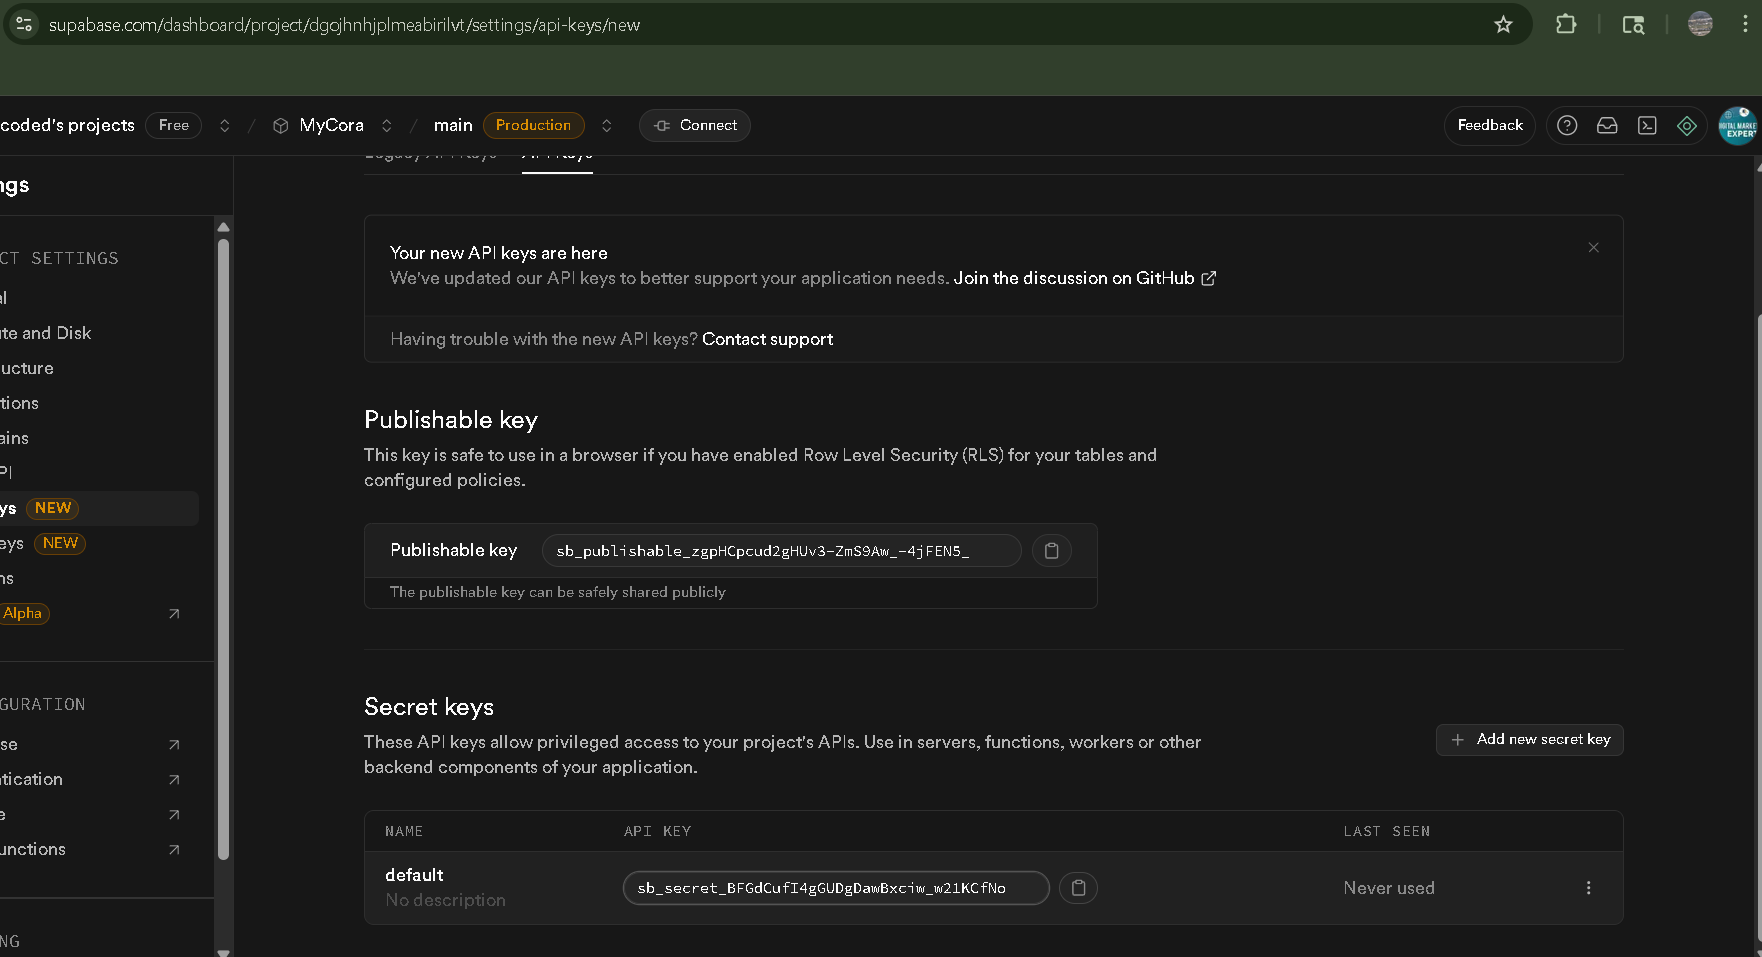 supabase.com/dashboard/project/dgojhnhjplmeabirilvt/settings/api-keys/new
coded's projects Free / MyCora / main Production Connect Feedback
Legacy API Keys API Keys
ngs
CT SETTINGS
al
ute and Disk
ucture
tions
ains
PI
ys NEW
eys NEW
ns
Alpha
GURATION
se
tication
e
unctions
NG
Your new API keys are here
We've updated our API keys to better support your application needs. Join the discussion on GitHub
Having trouble with the new API keys? Contact support
Publishable key
This key is safe to use in a browser if you have enabled Row Level Security (RLS) for your tables and
configured policies.
Publishable key sb_publishable_zgpHCpcud2gHUv3-ZmS9Aw_-4jFEN5_
The publishable key can be safely shared publicly
Secret keys
These API keys allow privileged access to your project's APIs. Use in servers, functions, workers or other
backend components of your application.
Add new secret key
NAME API KEY LAST SEEN
default sb_secret_BFGdCufI4gGUDgDawBxciw_w21KCfNo Never used
No description